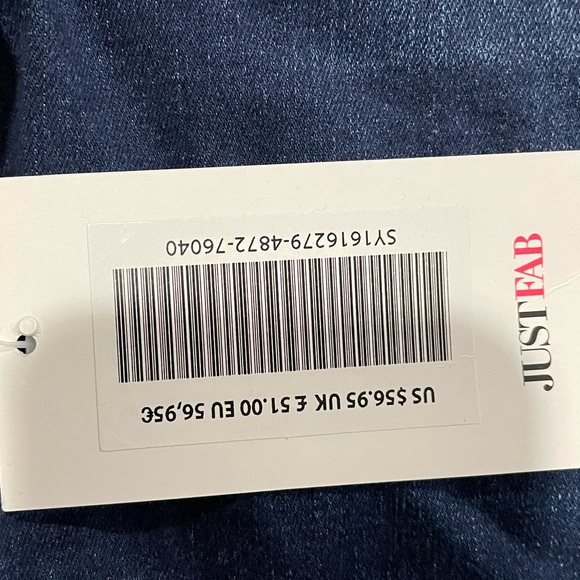 JUSTFAB
US $56.95 UK £ 51.00 EU 56,95€
SY1616279-4872-76040